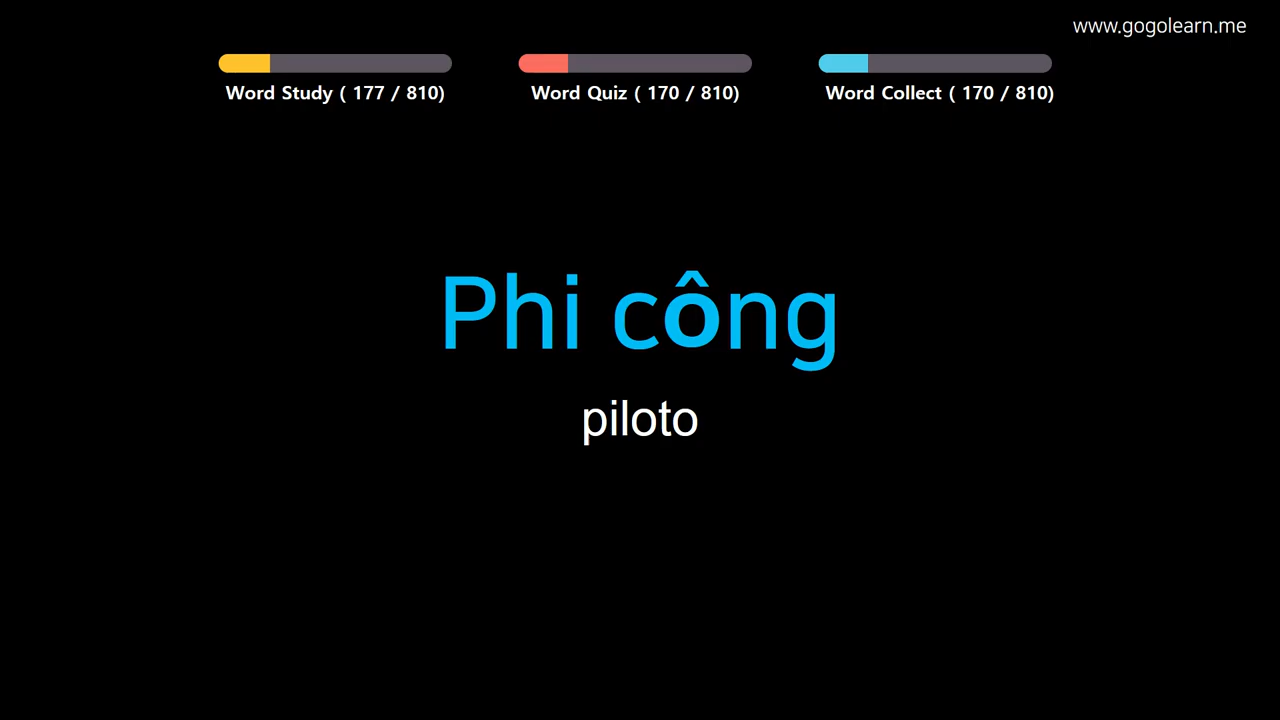 www.gogolearn.me
Word Study ( 177 / 810)
Word Quiz ( 170 / 810)
Word Collect ( 170 / 810)
Phi công
piloto